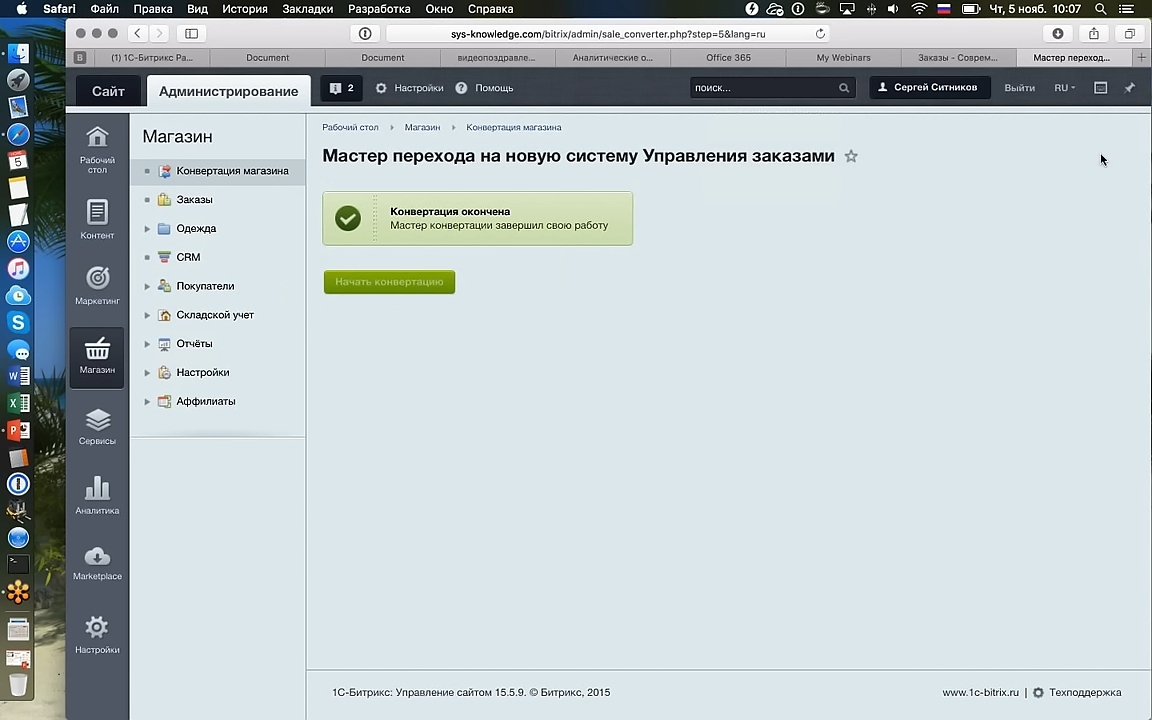 Safari Файл Правка Вид История Закладки Разработка Окно Справка Чт, 5 нояб. 10:07
sys-knowledge.com/bitrix/admin/sale_converter.php?step=5&lang=ru
B (1) 1С-Битрикс Ра... Document Document видеопоздравле... Аналитические о... Office 365 My Webinars Заказы - Соврем... Мастер переход...
Сайт Администрирование 2 Настройки Помощь поиск... Сергей Ситников Выйти RU
Рабочий стол
Контент
Маркетинг
Магазин
Сервисы
Аналитика
Marketplace
Настройки
Магазин
Конвертация магазина
Заказы
Одежда
CRM
Покупатели
Складской учет
Отчёты
Настройки
Аффилиаты
Рабочий стол Магазин Конвертация магазина
Мастер перехода на новую систему Управления заказами
Конвертация окончена
Мастер конвертации завершил свою работу
Начать конвертацию
1С-Битрикс: Управление сайтом 15.5.9. © Битрикс, 2015 www.1c-bitrix.ru | Техподдержка